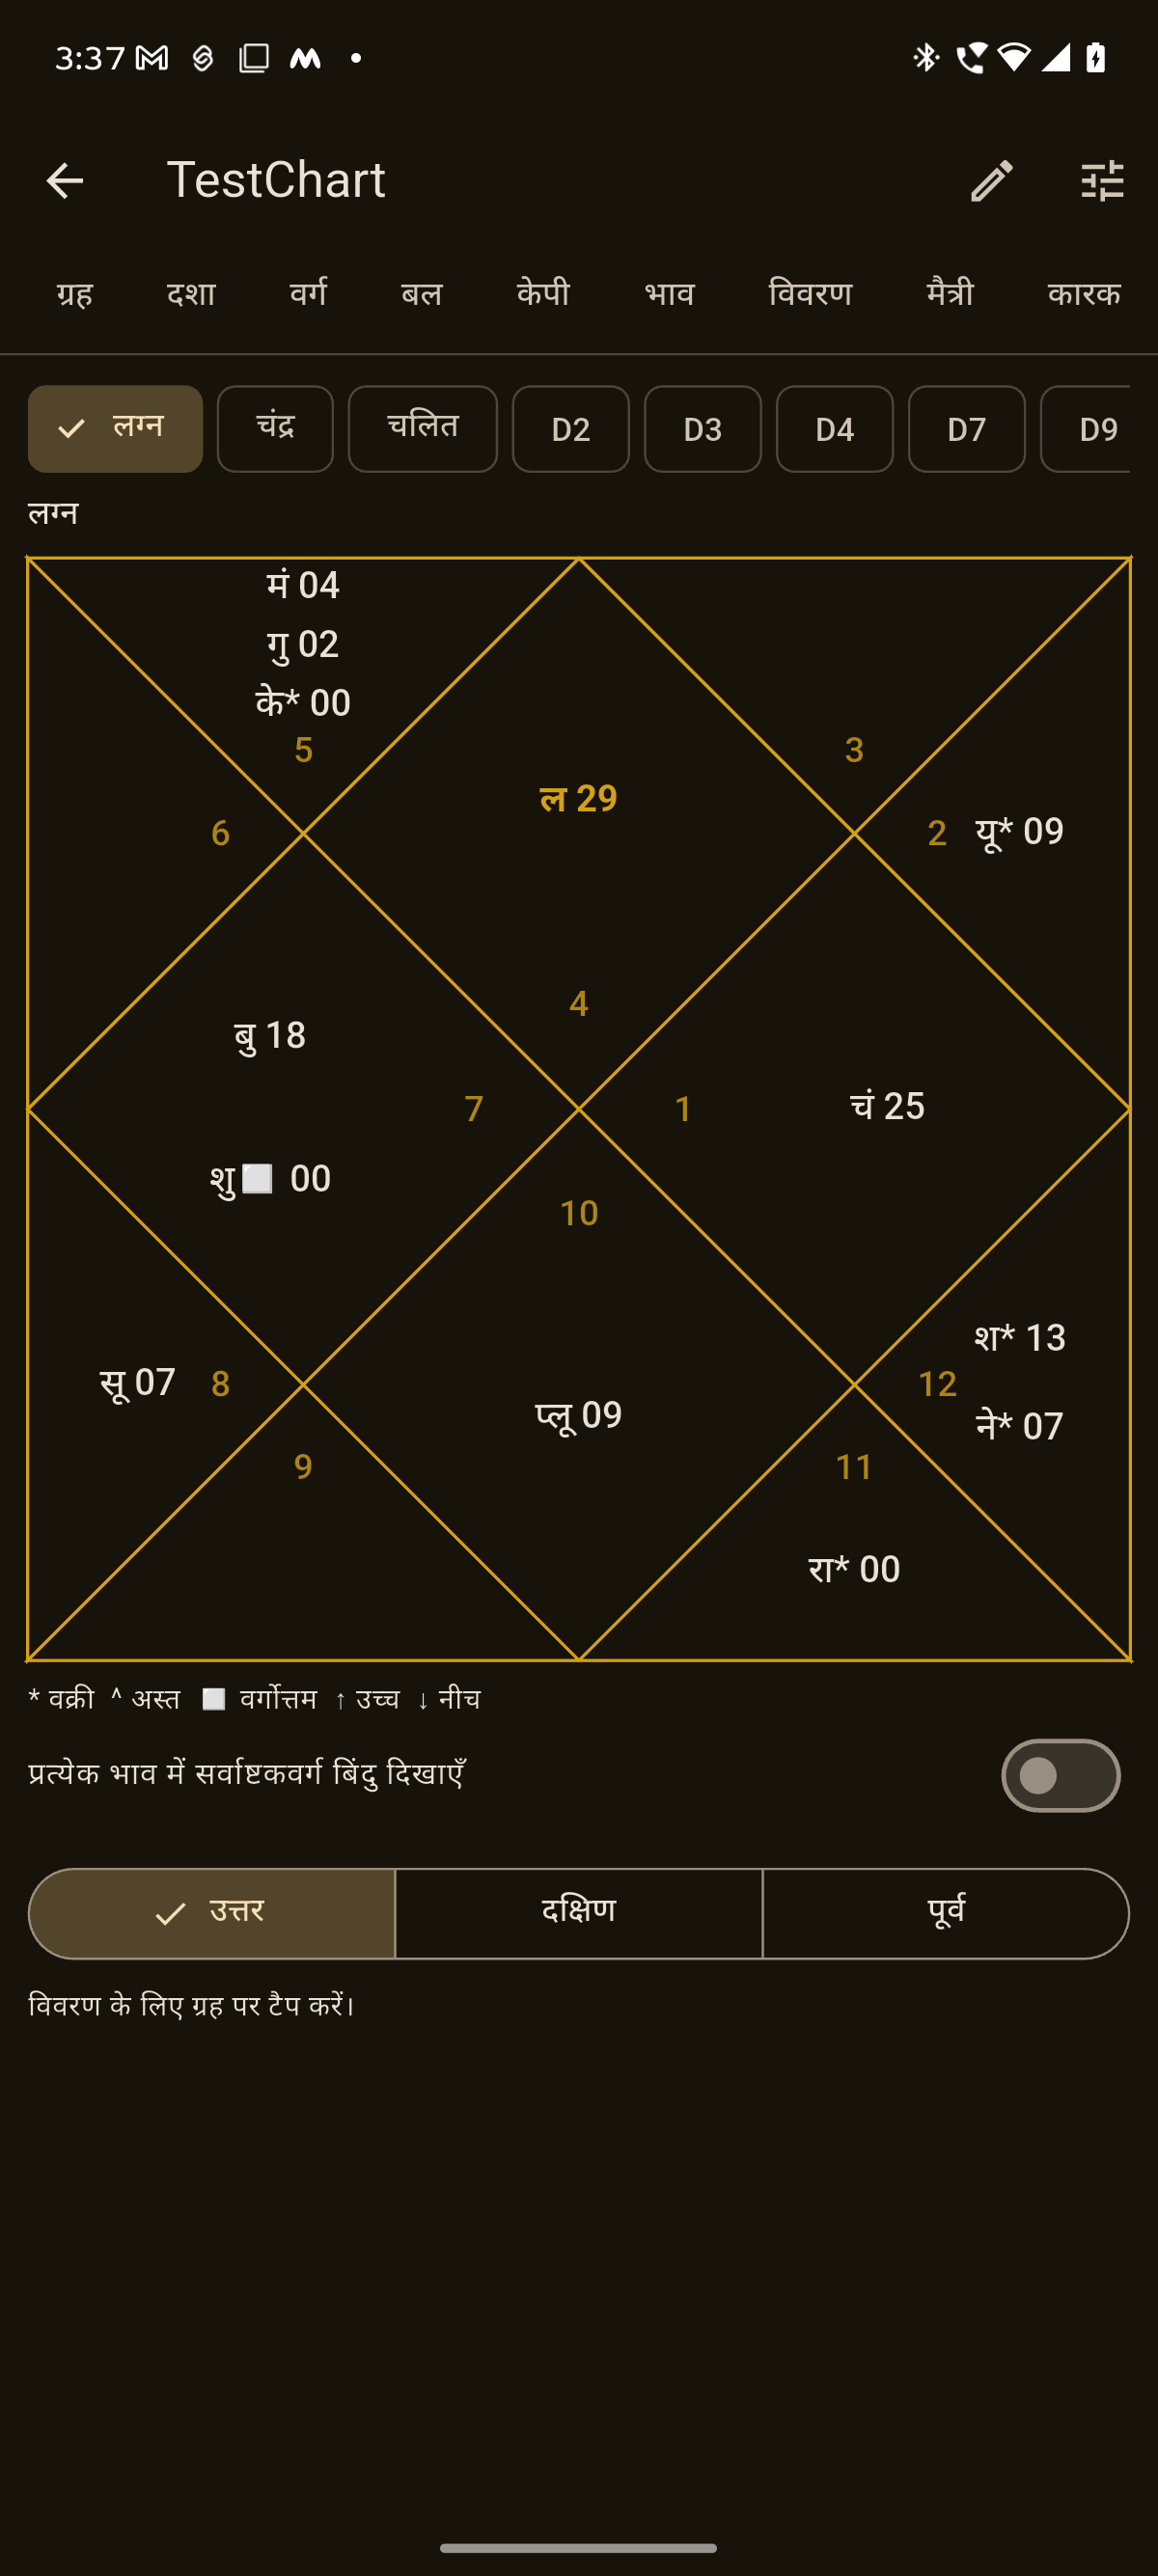 3:37
TestChart
ग्रह दशा वर्ग बल केपी भाव विवरण मैत्री कारक
लग्न चंद्र चलित D2 D3 D4 D7 D9
लग्न
मं 04
गु 02
के* 00
5
3
ल 29
6
2 यू* 09
4
बु 18
7
1
चं 25
शु⬜ 00
10
श* 13
सू 07 8
12
ने* 07
प्लू 09
9
11
रा* 00
* वक्री ^ अस्त ⬜ वर्गोत्तम ↑ उच्च ↓ नीच
प्रत्येक भाव में सर्वाष्टकवर्ग बिंदु दिखाएँ
उत्तर दक्षिण पूर्व
विवरण के लिए ग्रह पर टैप करें।